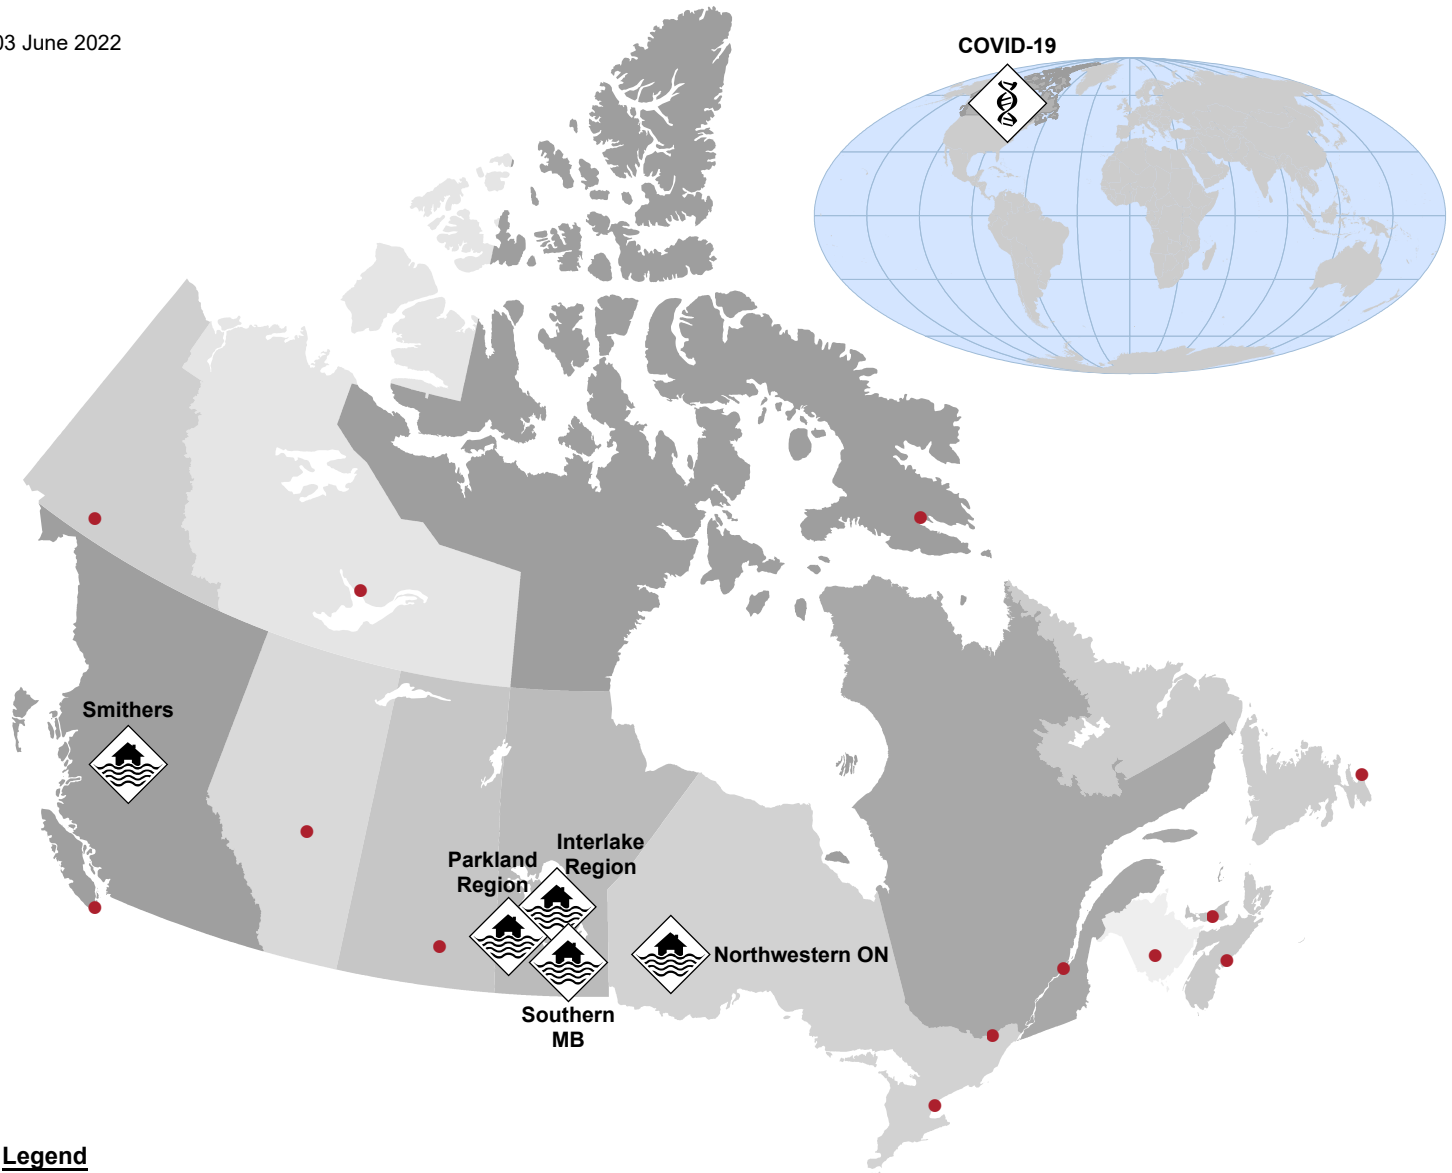 03 June 2022
COVID-19
Smithers
Interlake
Region
Parkland
Region
Northwestern ON
Southern
MB
Legend